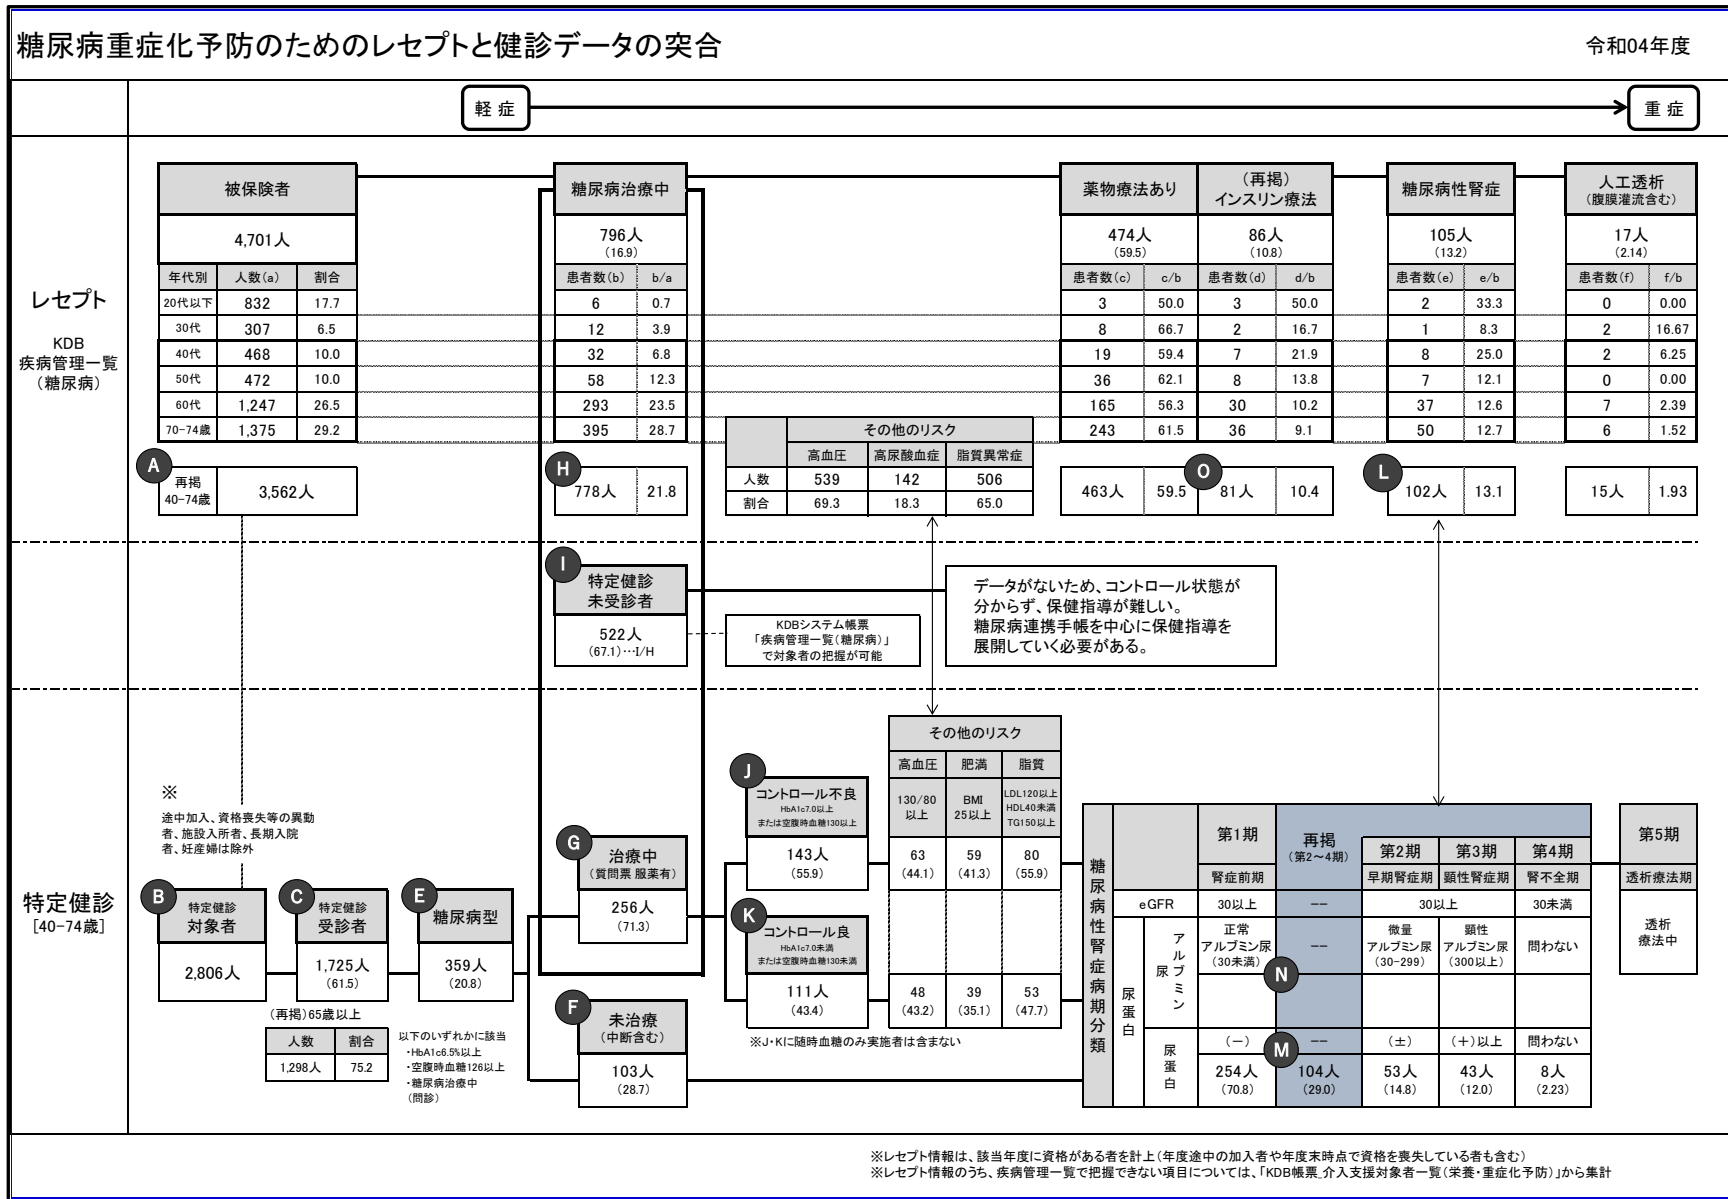 糖尿病重症化予防のためのレセプトと健診データの突合
令和04年度
軽 症
重 症
レセプト
KDB
疾病管理一覧
（糖尿病）
被保険者
4,701人
年代別 人数(a) 割合
20代以下 832 17.7
30代 307 6.5
40代 468 10.0
50代 472 10.0
60代 1,247 26.5
70-74歳 1,375 29.2
A
再掲
40-74歳
3,562人
糖尿病治療中
796人
(16.9)
患者数(b) b/a
6 0.7
12 3.9
32 6.8
58 12.3
293 23.5
395 28.7
H
778人 21.8
その他のリスク
高血圧 高尿酸血症 脂質異常症
人数 539 142 506
割合 69.3 18.3 65.0
薬物療法あり
474人
(59.5)
患者数(c) c/b
3 50.0
8 66.7
19 59.4
36 62.1
165 56.3
243 61.5
463人 59.5
（再掲）
インスリン療法
86人
(10.8)
患者数(d) d/b
3 50.0
2 16.7
7 21.9
8 13.8
30 10.2
36 9.1
O
81人 10.4
糖尿病性腎症
105人
(13.2)
患者数(e) e/b
2 33.3
1 8.3
8 25.0
7 12.1
37 12.6
50 12.7
L
102人 13.1
人工透析
（腹膜灌流含む）
17人
(2.14)
患者数(f) f/b
0 0.00
2 16.67
2 6.25
0 0.00
7 2.39
6 1.52
15人 1.93
I
特定健診
未受診者
522人
(67.1)…I/H
KDBシステム帳票
「疾病管理一覧（糖尿病）」
で対象者の把握が可能
データがないため、コントロール状態が
分からず、保健指導が難しい。
糖尿病連携手帳を中心に保健指導を
展開していく必要がある。
特定健診
[40-74歳]
※
途中加入、資格喪失等の異動
者、施設入所者、長期入院
者、妊産婦は除外
B
特定健診
対象者
2,806人
C
特定健診
受診者
1,725人
(61.5)
（再掲）65歳以上
人数 割合
1,298人 75.2
E
糖尿病型
359人
(20.8)
以下のいずれかに該当
・HbA1c6.5%以上
・空腹時血糖126以上
・糖尿病治療中
（問診）
G
治療中
（質問票 服薬有）
256人
(71.3)
F
未治療
（中断含む）
103人
(28.7)
J
コントロール不良
HbA1c7.0以上
または空腹時血糖130以上
143人
(55.9)
K
コントロール良
HbA1c7.0未満
または空腹時血糖130未満
111人
(43.4)
※J・Kに随時血糖のみ実施者は含まない
その他のリスク
高血圧 肥満 脂質
130/80
以上
BMI
25以上
LDL120以上
HDL40未満
TG150以上
63 59 80
(44.1) (41.3) (55.9)
48 39 53
(43.2) (35.1) (47.7)
糖尿病性腎症病期分類
第1期
再掲
（第2～4期）
第2期 第3期 第4期
腎症前期 早期腎症期 顕性腎症期 腎不全期
eGFR 30以上 -- 30以上 30未満
尿蛋白
尿アルブミン
正常
アルブミン尿
（30未満）
--
微量
アルブミン尿
（30-299）
顕性
アルブミン尿
（300以上）
問わない
N
尿蛋白
（-） -- （±） （+）以上 問わない
M
254人 104人 53人 43人 8人
(70.8) (29.0) (14.8) (12.0) (2.23)
第5期
透析療法期
透析
療法中
※レセプト情報は、該当年度に資格がある者を計上（年度途中の加入者や年度末時点で資格を喪失している者も含む）
※レセプト情報のうち、疾病管理一覧で把握できない項目については、「KDB帳票_介入支援対象者一覧（栄養・重症化予防）」から集計